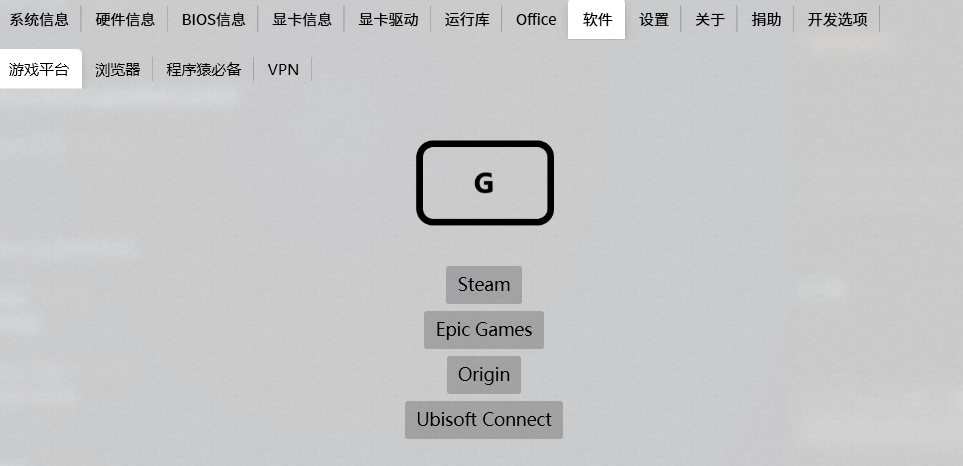 系统信息 硬件信息 BIOS信息 显卡信息 显卡驱动 运行库 Office 软件 设置 关于 捐助 开发选项
游戏平台 浏览器 程序猿必备 VPN
G
Steam
Epic Games
Origin
Ubisoft Connect